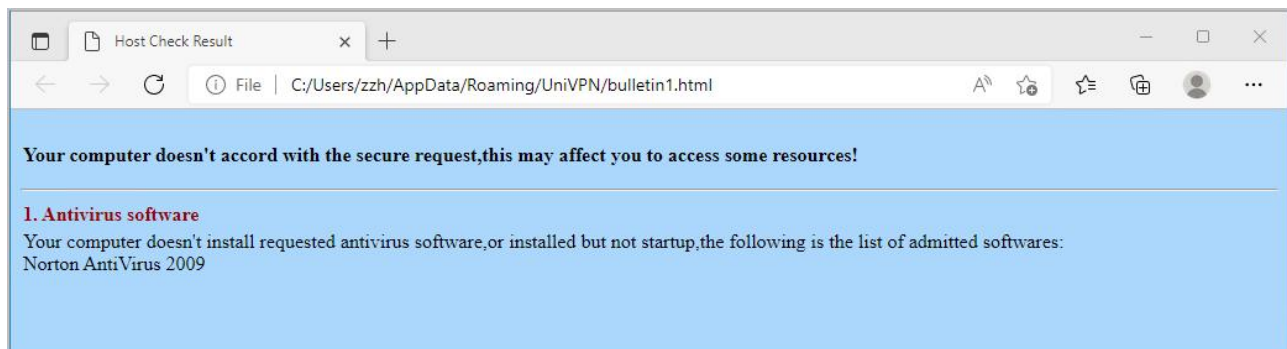 Host Check Result
File | C:/Users/zzh/AppData/Roaming/UniVPN/bulletin1.html
Your computer doesn't accord with the secure request,this may affect you to access some resources!
1. Antivirus software
Your computer doesn't install requested antivirus software,or installed but not startup,the following is the list of admitted softwares:
Norton AntiVirus 2009